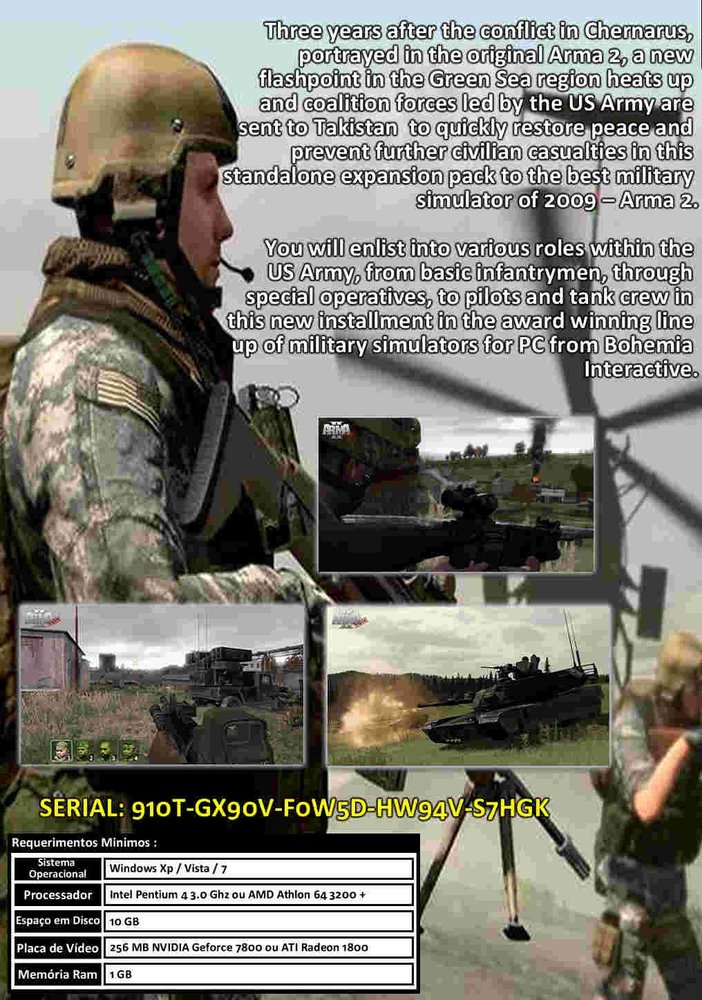 Three years after the conflict in Chernarus,
portrayed in the original Arma 2, a new
flashpoint in the Green Sea region heats up
and coalition forces led by the US Army are
sent to Takistan to quickly restore peace and
prevent further civilian casualties in this
standalone expansion pack to the best military
simulator of 2009 – Arma 2.
You will enlist into various roles within the
US Army, from basic infantrymen, through
special operatives, to pilots and tank crew in
this new installment in the award winning line
up of military simulators for PC from Bohemia
Interactive.
ARMA
SERIAL: 910T-GX90V-F0W5D-HW94V-S7HGK
Requerimentos Minimos :
Sistema Operacional Windows Xp / Vista / 7
Processador Intel Pentium 4 3.0 Ghz ou AMD Athlon 64 3200 +
Espaço em Disco 10 GB
Placa de Vídeo 256 MB NVIDIA Geforce 7800 ou ATI Radeon 1800
Memória Ram 1 GB